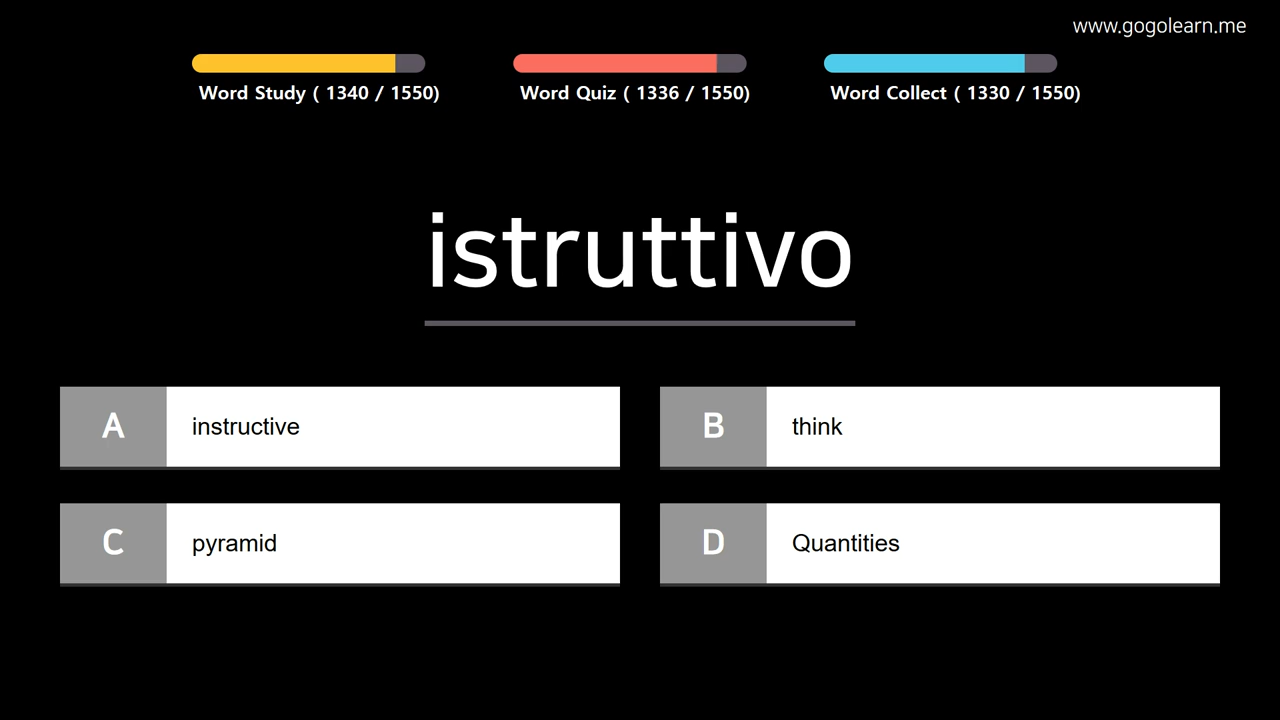 www.gogolearn.me
Word Study ( 1340 / 1550)
Word Quiz ( 1336 / 1550)
Word Collect ( 1330 / 1550)
istruttivo
A instructive
B think
C pyramid
D Quantities